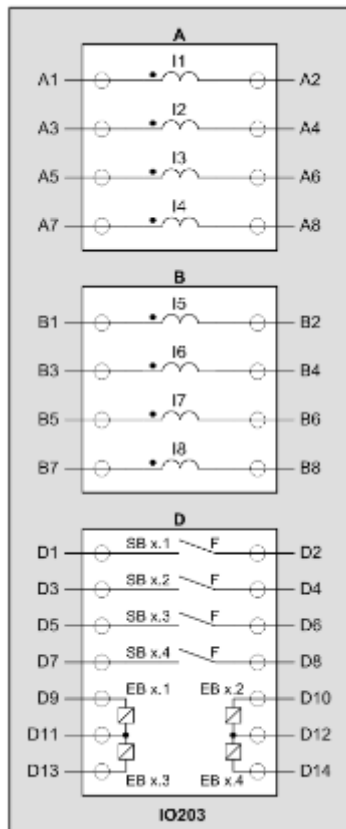 A
I1
A1 A2
I2
A3 A4
I3
A5 A6
I4
A7 A8
B
I5
B1 B2
I6
B3 B4
I7
B5 B6
I8
B7 B8
D
D1 SB x.1 F D2
D3 SB x.2 F D4
D5 SB x.3 F D6
D7 SB x.4 F D8
D9 EB x.1 EB x.2 D10
D11 D12
D13 EB x.3 EB x.4 D14
IO203